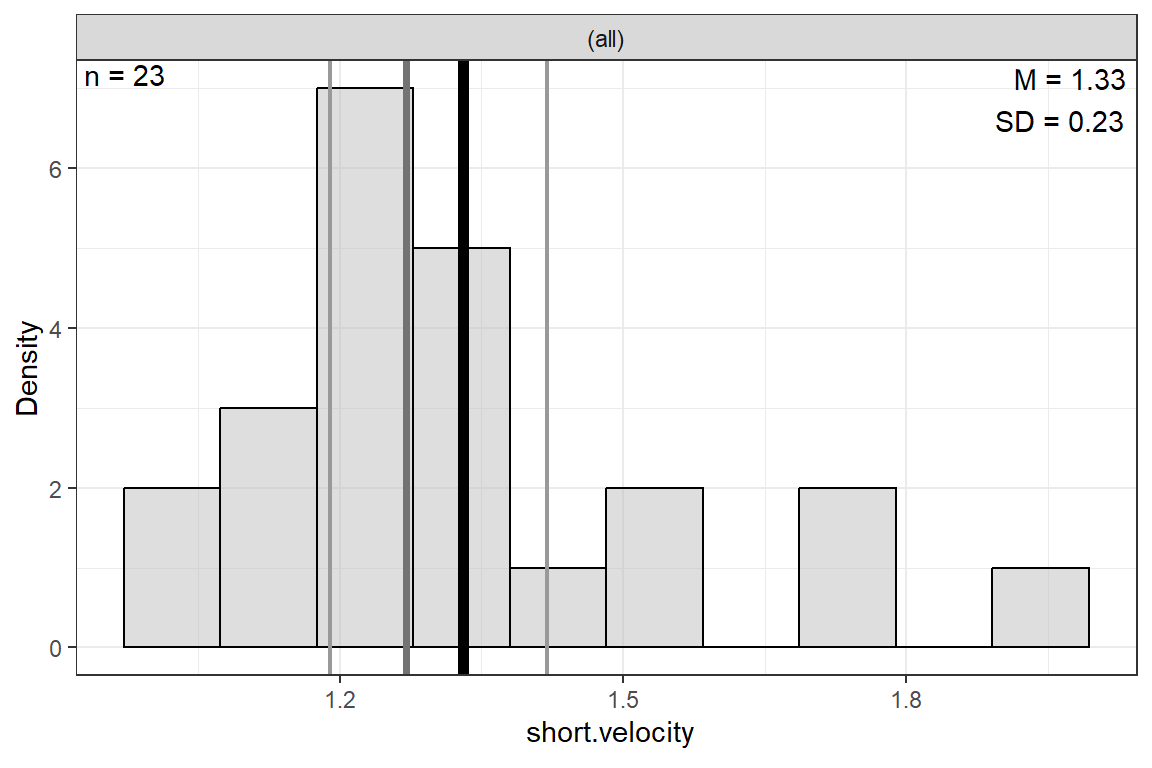 (all)
n = 23
M = 1.33
SD = 0.23
Density
6
4
2
0
1.2
1.5
1.8
short.velocity